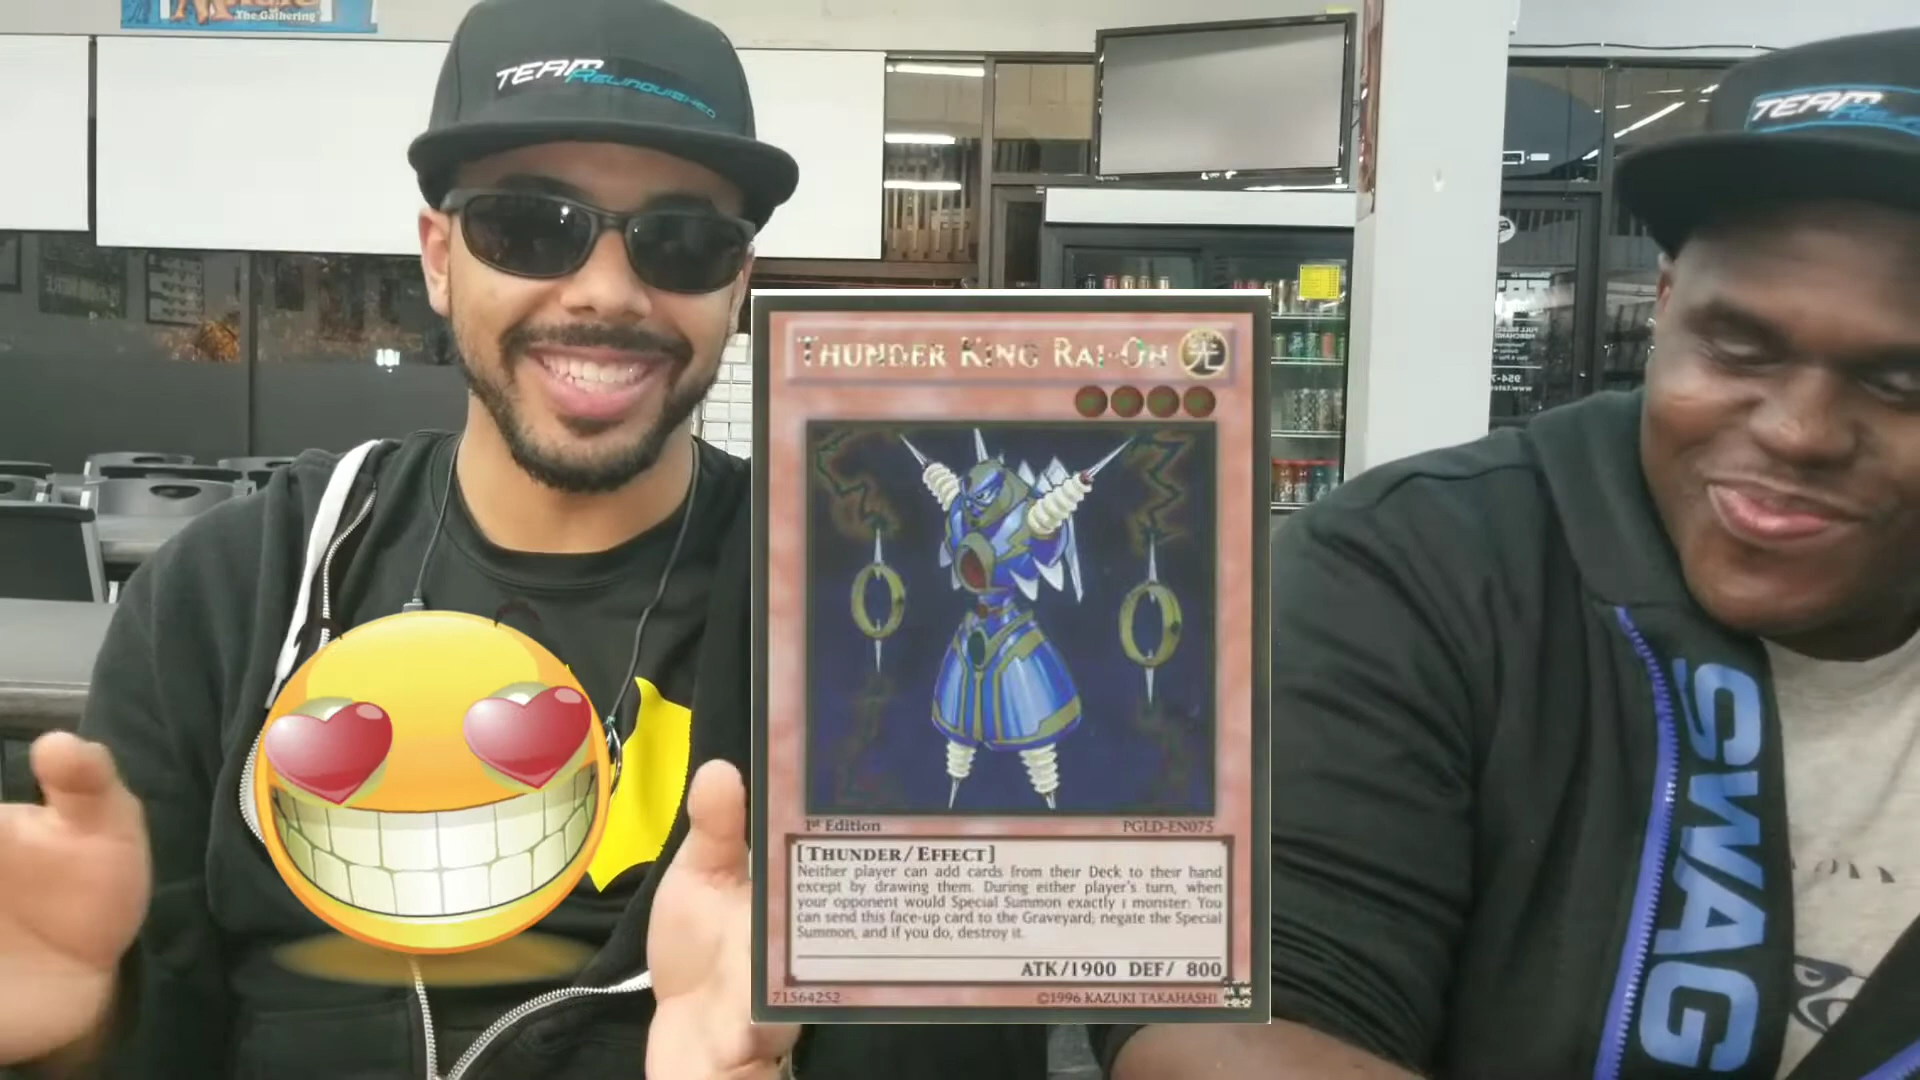 The Gathering
TEAM
RELINQUISHED
TEAM
THUNDER KING RAI-OH
光
1st Edition
PGLD-EN075
[THUNDER/EFFECT]
Neither player can add cards from their Deck to their hand
except by drawing them. During either player's turn, when
your opponent would Special Summon exactly 1 monster: You
can send this face-up card to the Graveyard; negate the Special
Summon, and if you do, destroy it.
ATK/1900 DEF/ 800
71564252
©1996 KAZUKI TAKAHASHI
SWAG